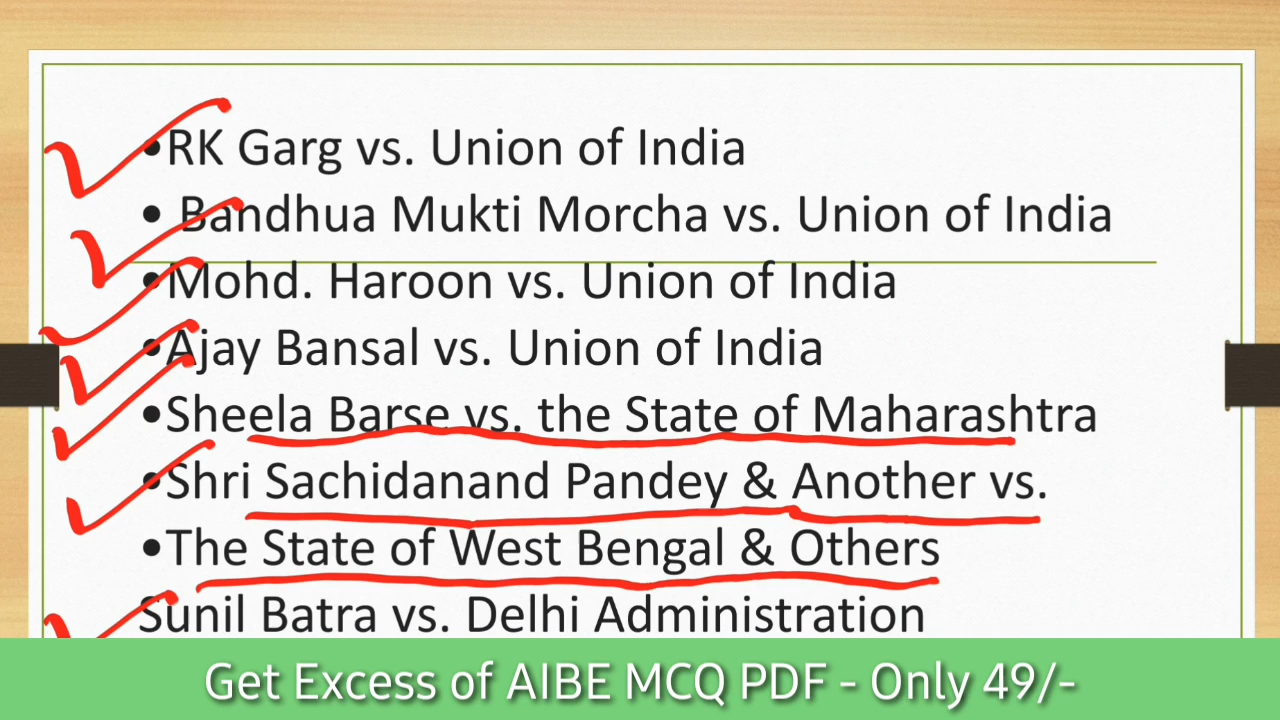 •RK Garg vs. Union of India
• Bandhua Mukti Morcha vs. Union of India
•Mohd. Haroon vs. Union of India
•Ajay Bansal vs. Union of India
•Sheela Barse vs. the State of Maharashtra
•Shri Sachidanand Pandey & Another vs.
•The State of West Bengal & Others
Sunil Batra vs. Delhi Administration
Get Excess of AIBE MCQ PDF - Only 49/-